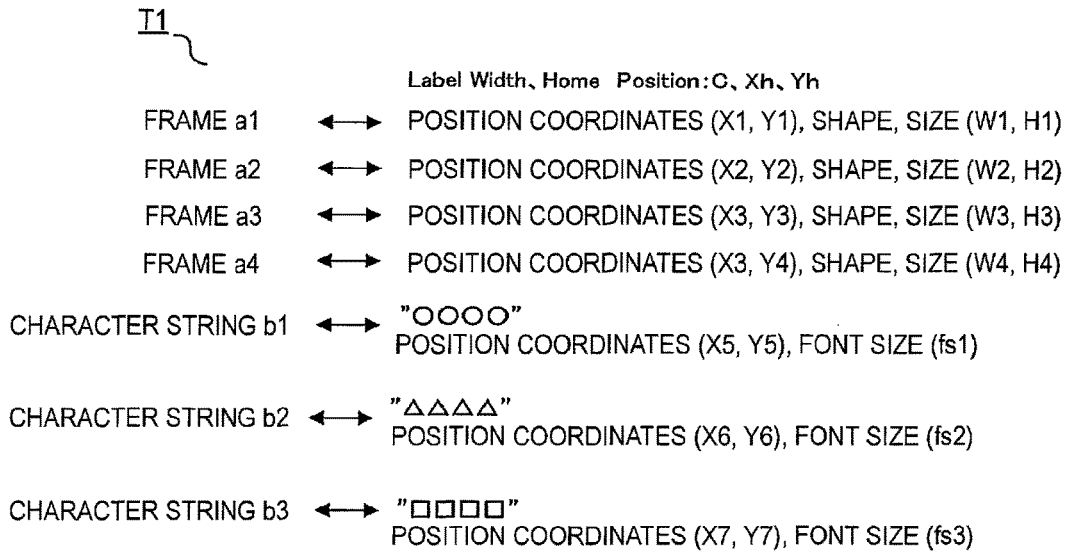 T1
Label Width、Home Position:C、Xh、Yh
FRAME a1 ↔ POSITION COORDINATES (X1, Y1), SHAPE, SIZE (W1, H1)
FRAME a2 ↔ POSITION COORDINATES (X2, Y2), SHAPE, SIZE (W2, H2)
FRAME a3 ↔ POSITION COORDINATES (X3, Y3), SHAPE, SIZE (W3, H3)
FRAME a4 ↔ POSITION COORDINATES (X3, Y4), SHAPE, SIZE (W4, H4)
CHARACTER STRING b1 ↔ "○○○○"
POSITION COORDINATES (X5, Y5), FONT SIZE (fs1)
CHARACTER STRING b2 ↔ "△△△△"
POSITION COORDINATES (X6, Y6), FONT SIZE (fs2)
CHARACTER STRING b3 ↔ "□□□□"
POSITION COORDINATES (X7, Y7), FONT SIZE (fs3)